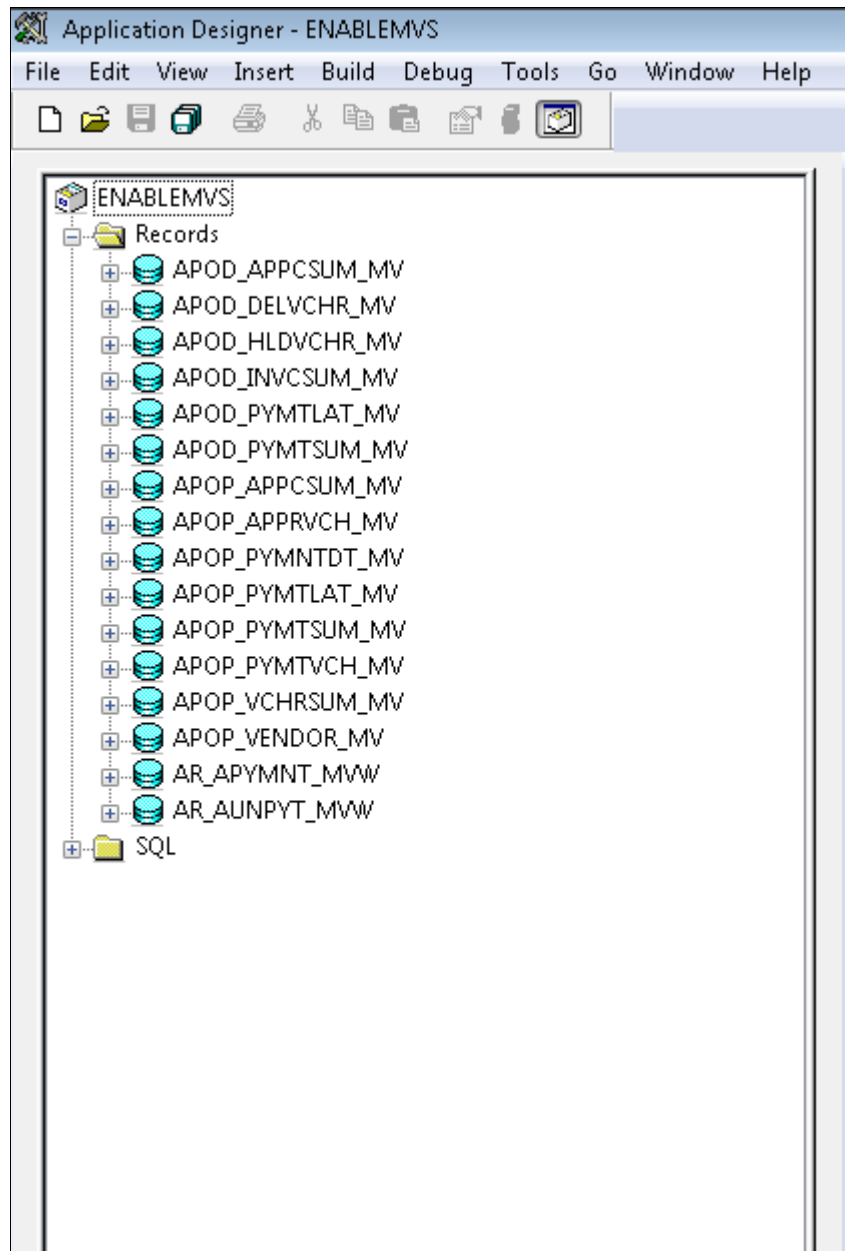 Application Designer - ENABLEMVS
File Edit View Insert Build Debug Tools Go Window Help
ENABLEMVS
Records
APOD_APPCSUM_MV
APOD_DELVCHR_MV
APOD_HLDVCHR_MV
APOD_INVCSUM_MV
APOD_PYMTLAT_MV
APOD_PYMTSUM_MV
APOP_APPCSUM_MV
APOP_APPRVCH_MV
APOP_PYMNTDT_MV
APOP_PYMTLAT_MV
APOP_PYMTSUM_MV
APOP_PYMTVCH_MV
APOP_VCHRSUM_MV
APOP_VENDOR_MV
AR_APYMNT_MVW
AR_AUNPYT_MVW
SQL